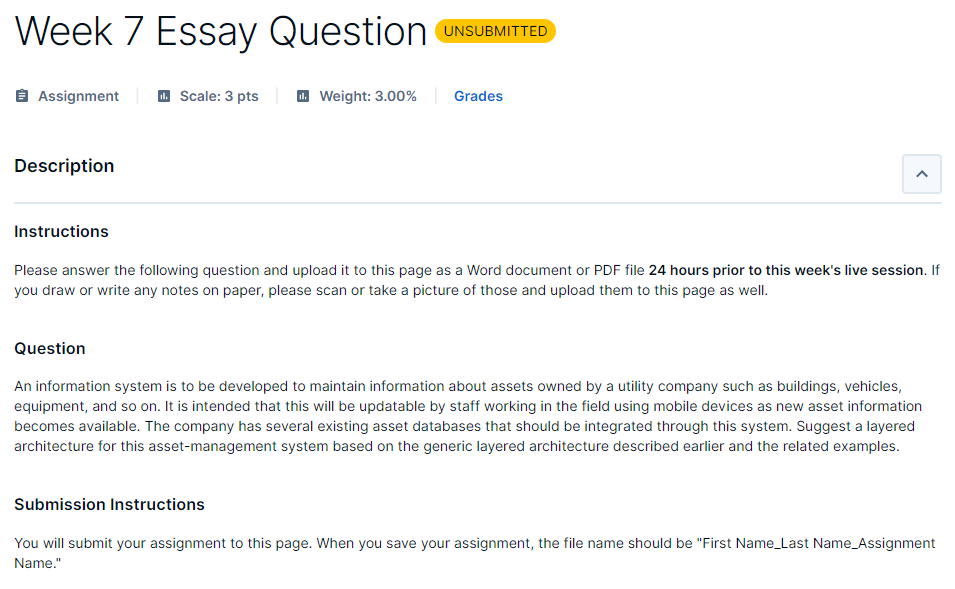 Week 7 Essay Question UNSUBMITTED
Assignment Scale: 3 pts Weight: 3.00% Grades
Description
Instructions
Please answer the following question and upload it to this page as a Word document or PDF file 24 hours prior to this week's live session. If
you draw or write any notes on paper, please scan or take a picture of those and upload them to this page as well.
Question
An information system is to be developed to maintain information about assets owned by a utility company such as buildings, vehicles,
equipment, and so on. It is intended that this will be updatable by staff working in the field using mobile devices as new asset information
becomes available. The company has several existing asset databases that should be integrated through this system. Suggest a layered
architecture for this asset-management system based on the generic layered architecture described earlier and the related examples.
Submission Instructions
You will submit your assignment to this page. When you save your assignment, the file name should be "First Name_Last Name_Assignment
Name."